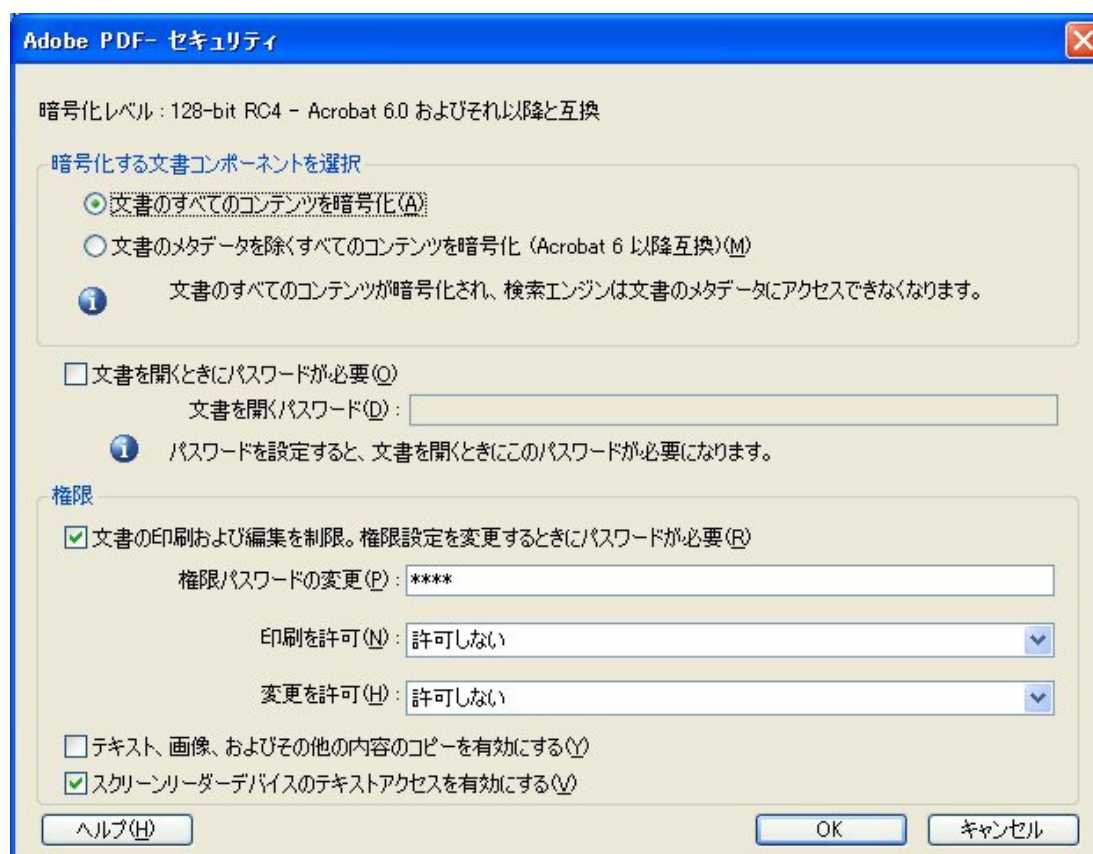 Adobe PDF- セキュリティ
暗号化レベル : 128-bit RC4 - Acrobat 6.0 およびそれ以降と互換
暗号化する文書コンポーネントを選択
文書のすべてのコンテンツを暗号化(A)
文書のメタデータを除くすべてのコンテンツを暗号化 (Acrobat 6 以降互換)(M)
文書のすべてのコンテンツが暗号化され、検索エンジンは文書のメタデータにアクセスできなくなります。
文書を開くときにパスワードが必要(O)
文書を開くパスワード(D) :
パスワードを設定すると、文書を開くときにこのパスワードが必要になります。
権限
文書の印刷および編集を制限。権限設定を変更するときにパスワードが必要(R)
権限パスワードの変更(P) : ****
印刷を許可(N) : 許可しない
変更を許可(H) : 許可しない
テキスト、画像、およびその他の内容のコピーを有効にする(Y)
スクリーンリーダーデバイスのテキストアクセスを有効にする(V)
ヘルプ(H) OK キャンセル